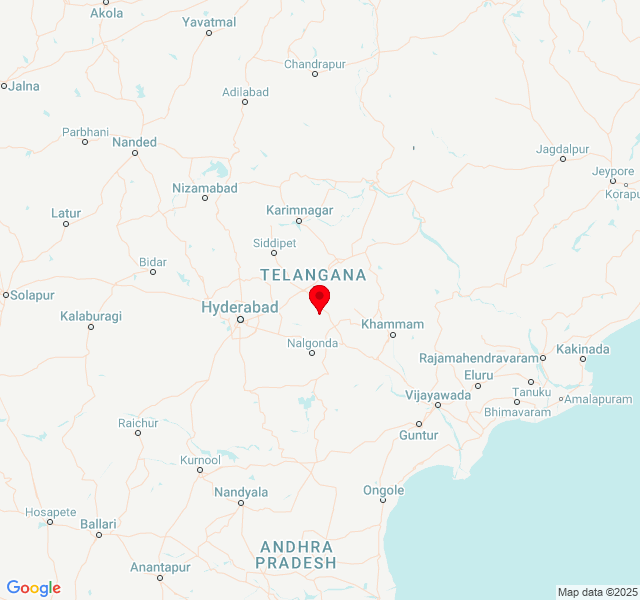 Akola
Yavatmal
Chandrapur
Jalna
Adilabad
Parbhani
Nanded
Jagdalpur
Jeypore
Nizamabad
Korapu
Latur
Karimnagar
Siddipet
Bidar
TELANGANA
Solapur
Hyderabad
Kalaburagi
Khammam
Nalgonda
Rajamahendravaram
Kakinada
Eluru
Tanuku
Vijayawada
Amalapuram
Bhimavaram
Raichur
Guntur
Kurnool
Nandyala
Ongole
Hosapete
Ballari
ANDHRA
PRADESH
Anantapur
Google
Map data ©2025